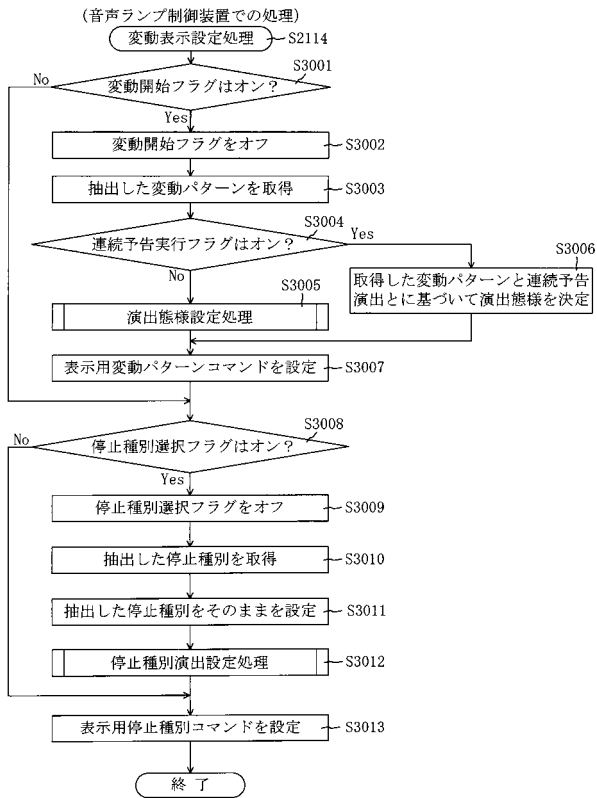 (音声ランプ制御装置での処理)
変動表示設定処理 S2114
S3001
No
変動開始フラグはオン?
Yes
変動開始フラグをオフ S3002
抽出した変動パターンを取得 S3003
S3004
連続予告実行フラグはオン?
Yes
No
S3006
取得した変動パターンと連続予告
演出とに基づいて演出態様を決定
S3005
演出態様設定処理
表示用変動パターンコマンドを設定 S3007
S3008
No
停止種別選択フラグはオン?
Yes
停止種別選択フラグをオフ S3009
抽出した停止種別を取得 S3010
抽出した停止種別をそのままを設定 S3011
停止種別演出設定処理 S3012
表示用停止種別コマンドを設定 S3013
終 了